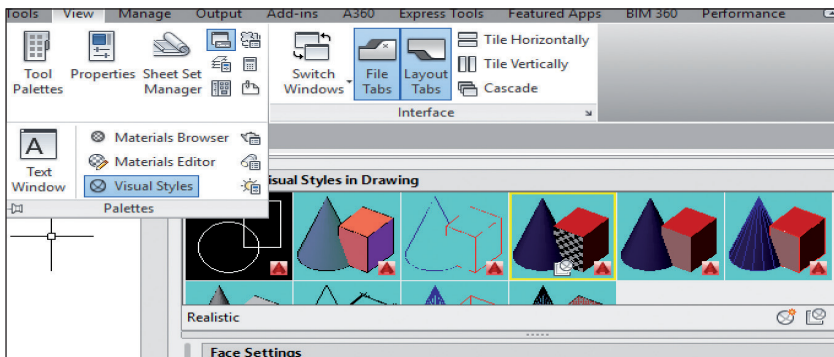 Tools View Manage Output Add-ins A360 Express Tools Featured Apps BIM 360 Performance
Tool Palettes
Properties
Sheet Set Manager
Switch Windows
File Tabs
Layout Tabs
Tile Horizontally
Tile Vertically
Cascade
Interface
A
Text Window
Materials Browser
Materials Editor
Visual Styles
Palettes
isual Styles in Drawing
Realistic
Face Settings